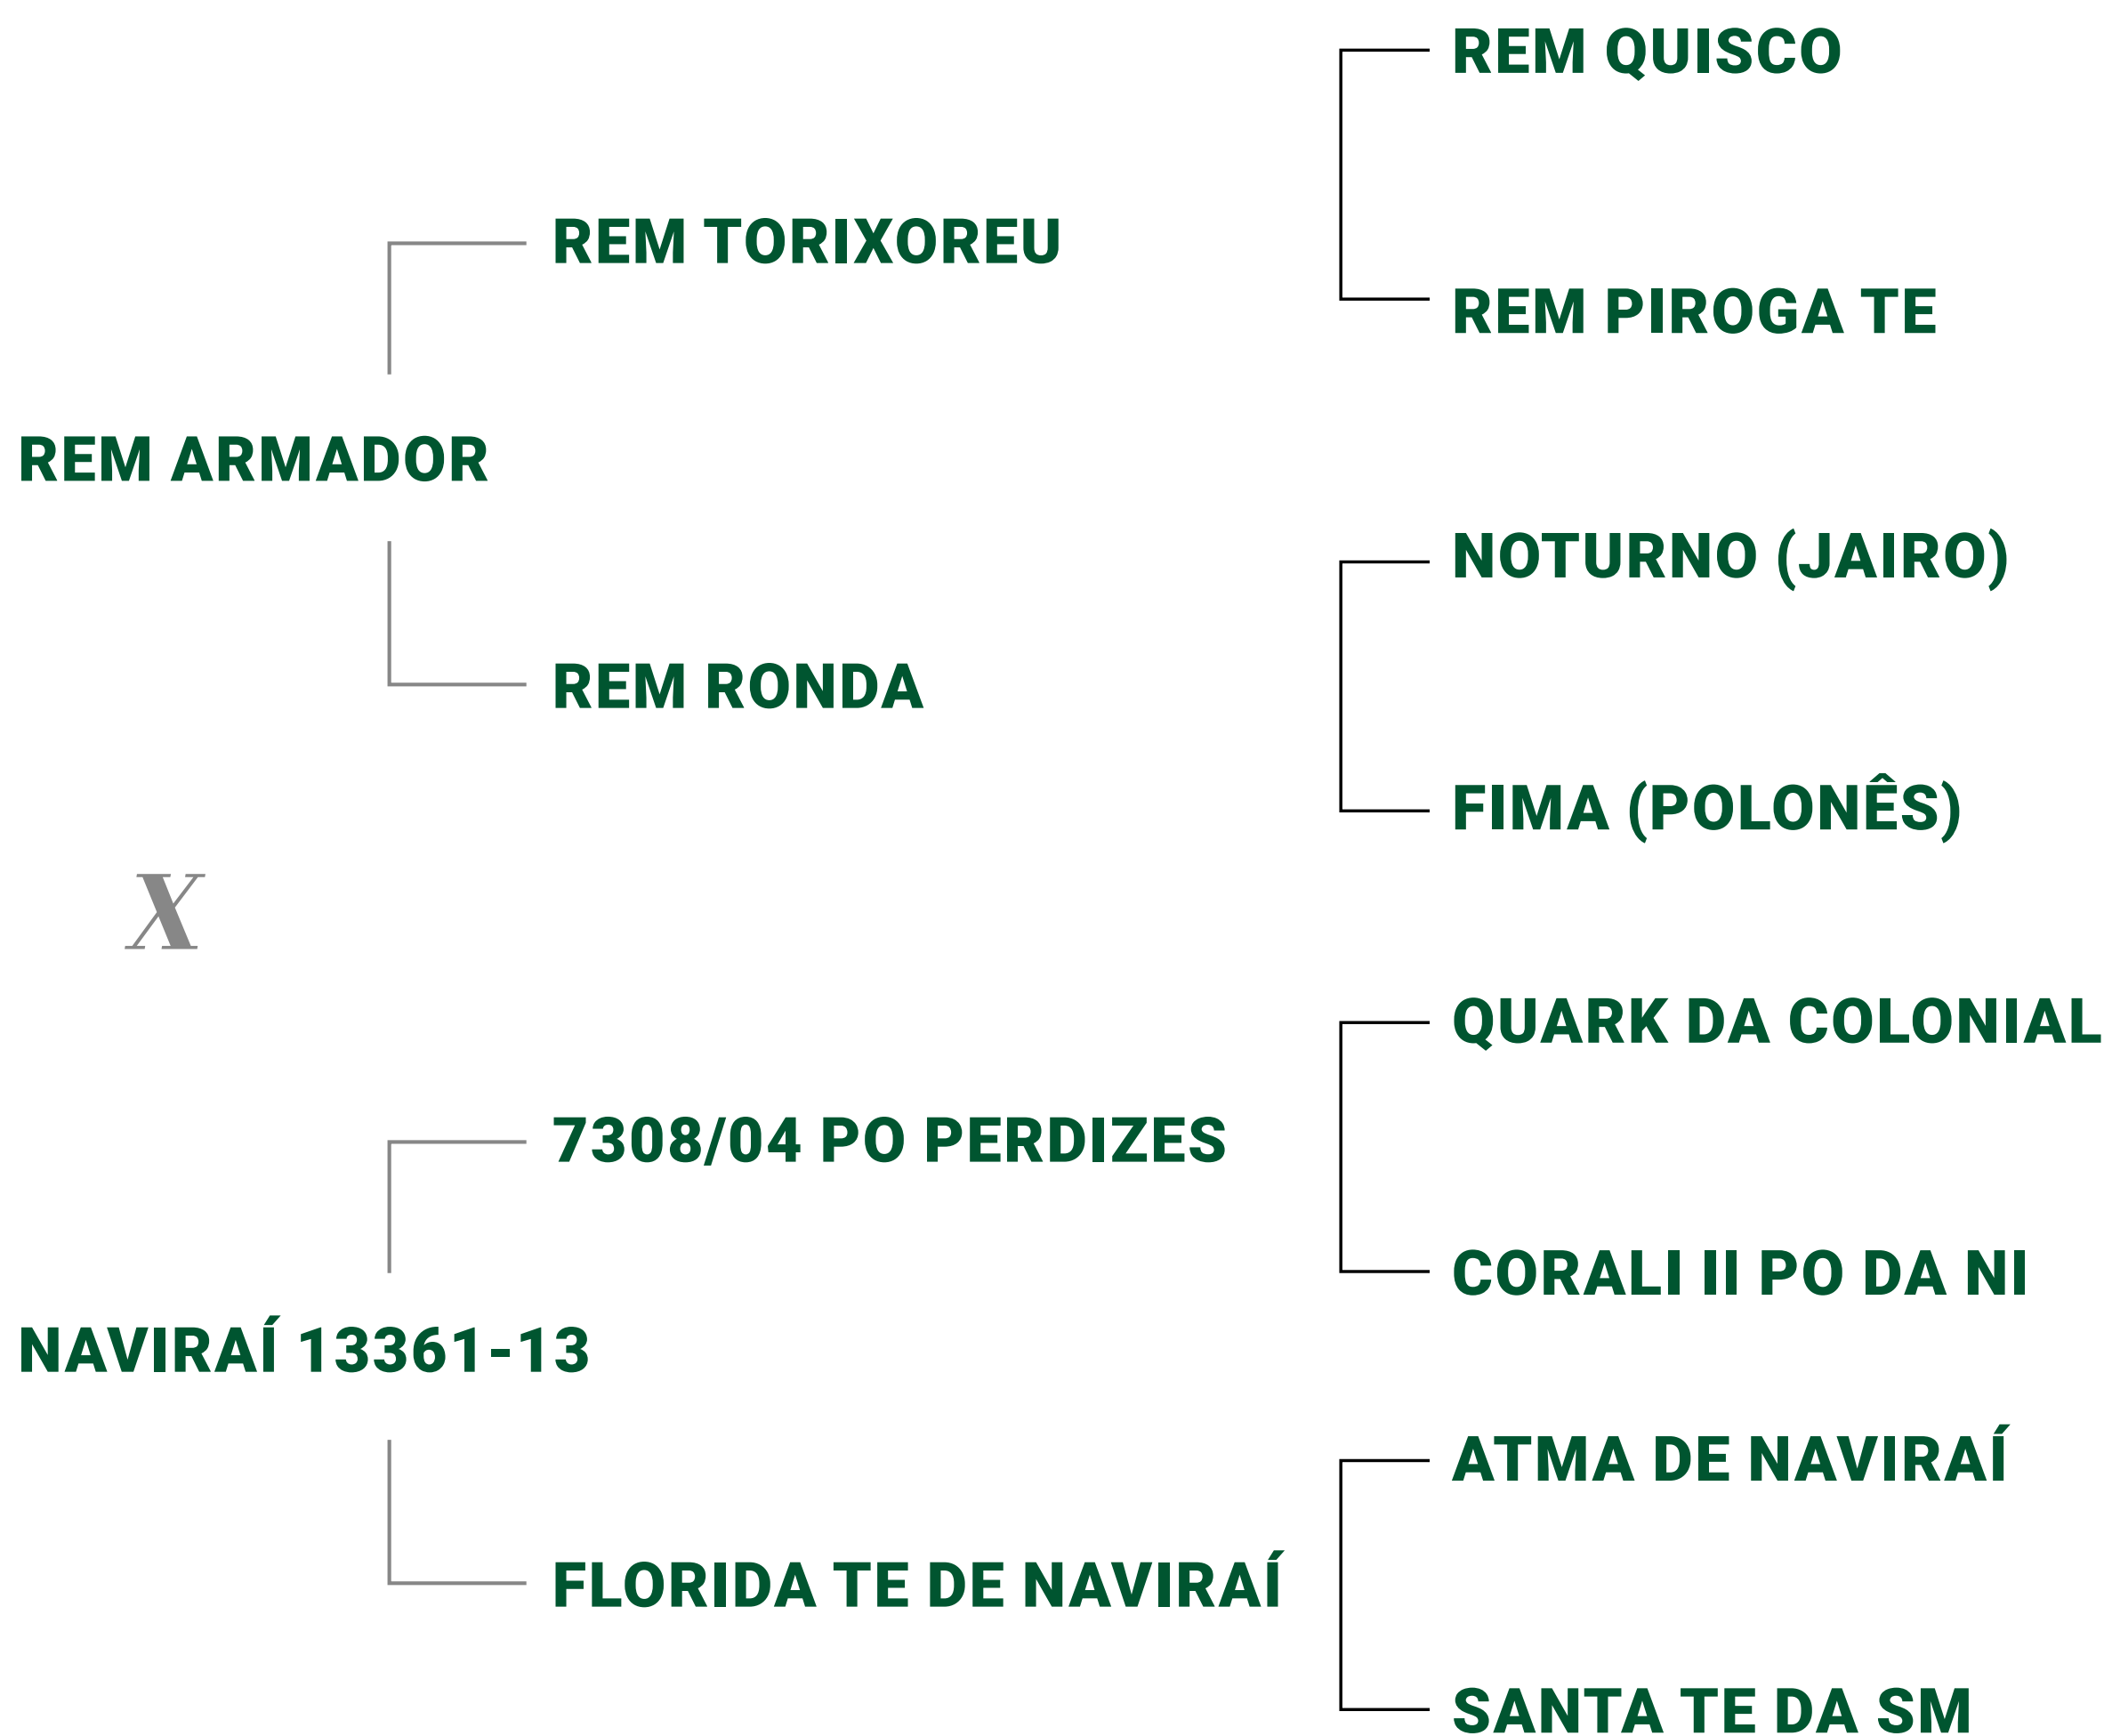 REM QUISCO
REM TORIXOREU
REM PIROGA TE
REM ARMADOR
NOTURNO (JAIRO)
REM RONDA
FIMA (POLONÊS)
X
QUARK DA COLONIAL
7308/04 PO PERDIZES
CORALI II PO DA NI
NAVIRAÍ 13361-13
ATMA DE NAVIRAÍ
FLORIDA TE DE NAVIRAÍ
SANTA TE DA SM